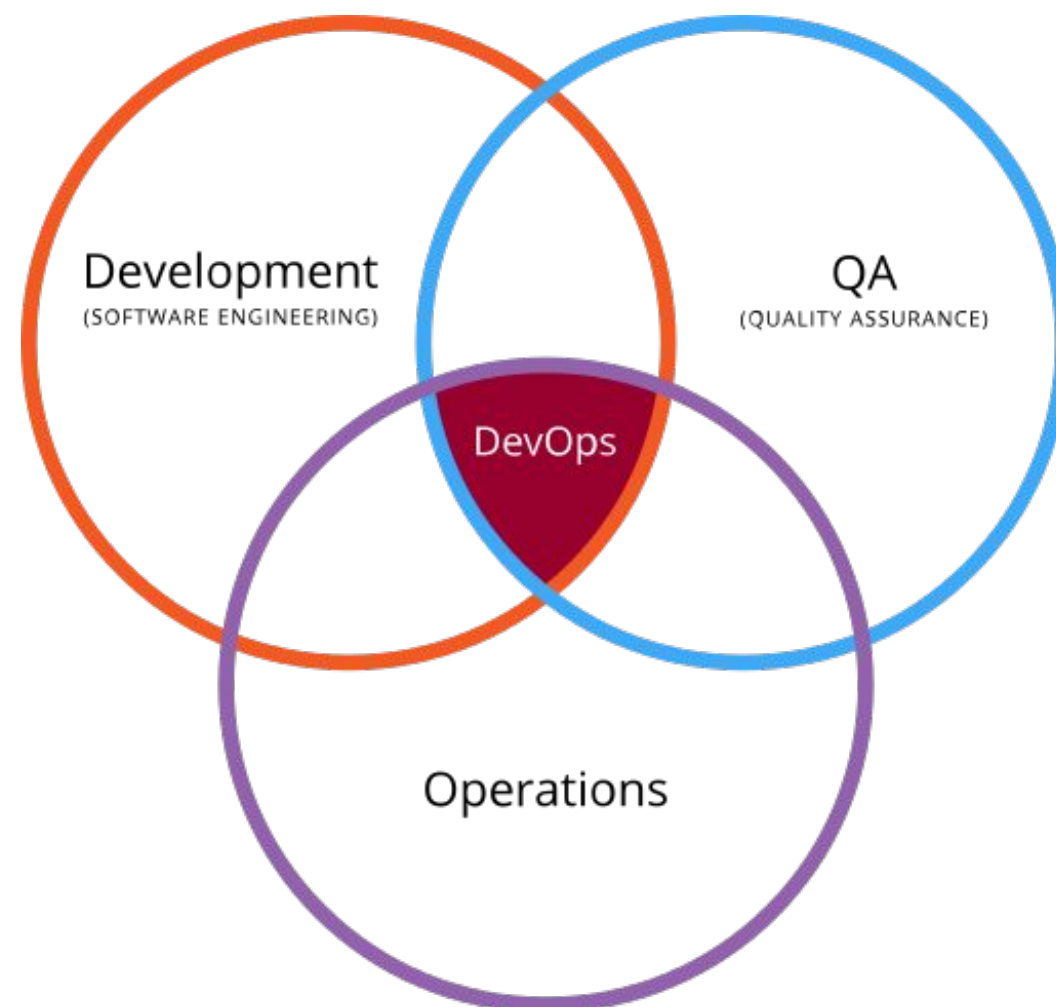 Development
(SOFTWARE ENGINEERING)
QA
(QUALITY ASSURANCE)
DevOps
Operations